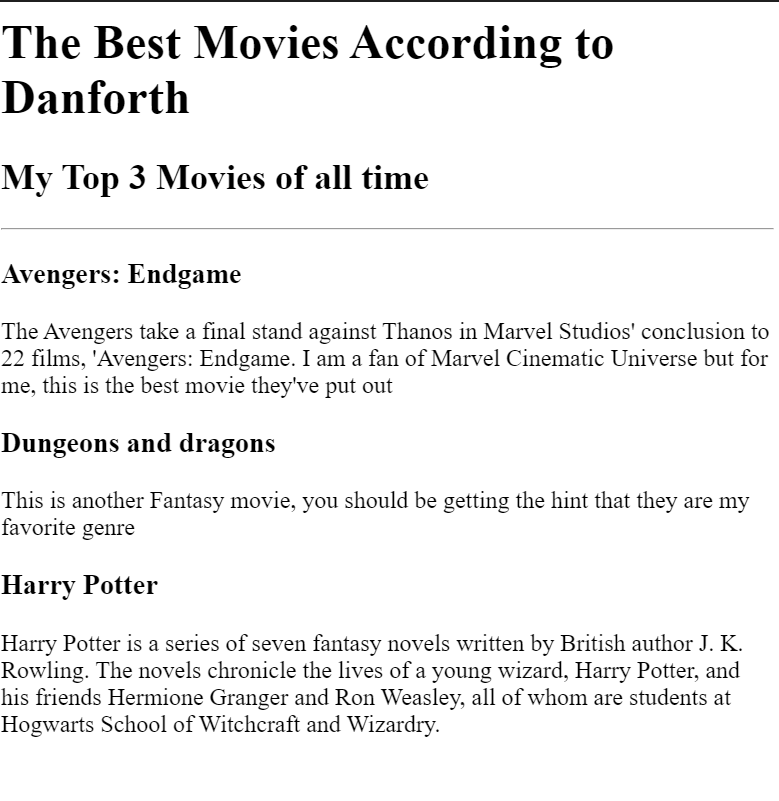 The Best Movies According to
Danforth
My Top 3 Movies of all time
Avengers: Endgame
The Avengers take a final stand against Thanos in Marvel Studios' conclusion to
22 films, 'Avengers: Endgame. I am a fan of Marvel Cinematic Universe but for
me, this is the best movie they've put out
Dungeons and dragons
This is another Fantasy movie, you should be getting the hint that they are my
favorite genre
Harry Potter
Harry Potter is a series of seven fantasy novels written by British author J. K.
Rowling. The novels chronicle the lives of a young wizard, Harry Potter, and
his friends Hermione Granger and Ron Weasley, all of whom are students at
Hogwarts School of Witchcraft and Wizardry.